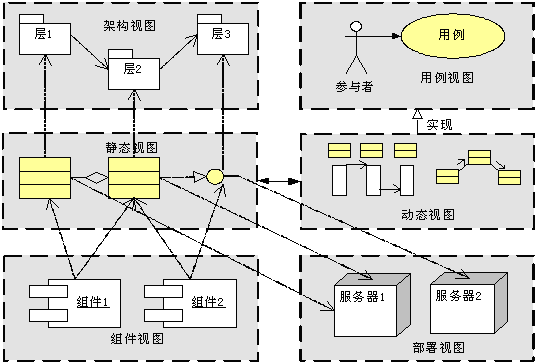 架构视图
层1
层2
层3
用例
参与者
用例视图
实现
静态视图
动态视图
组件1
组件2
组件视图
服务器1
服务器2
部署视图